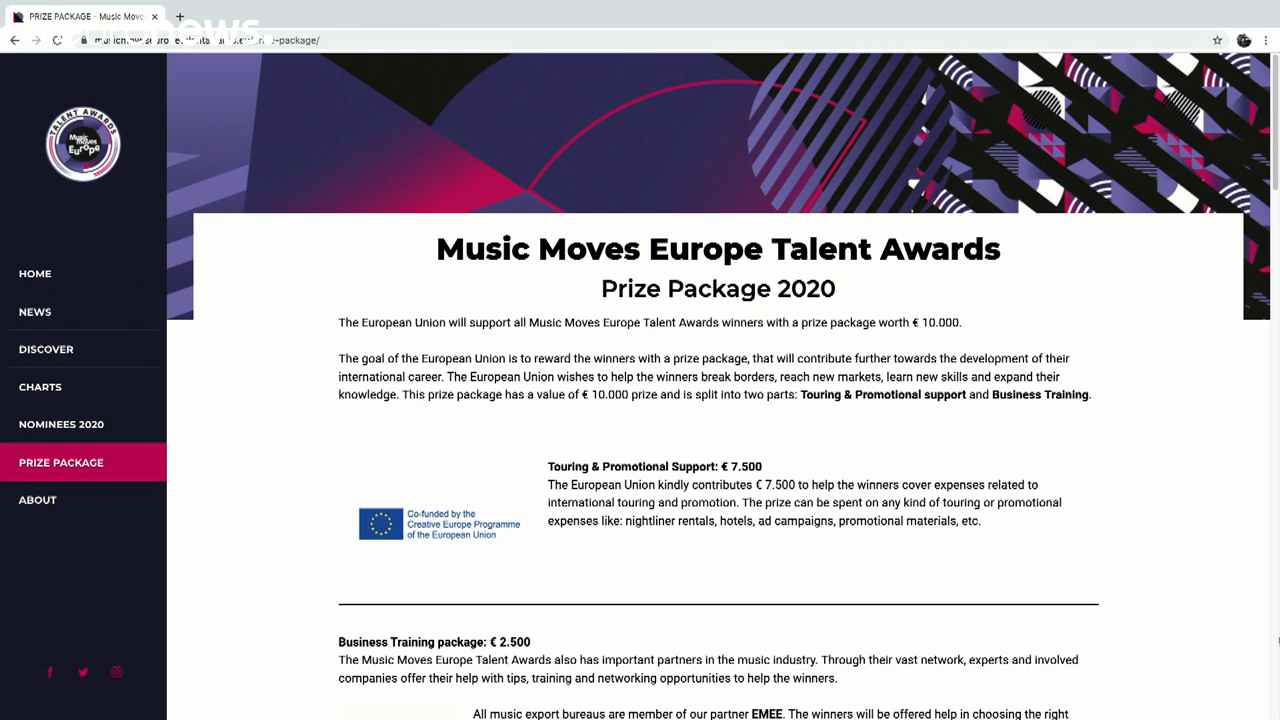 PRIZE PACKAGE - Music Move
euronews.
prize-package/
TALENT AWARDS
Music
moves
Europe
HOME
NEWS
DISCOVER
CHARTS
NOMINEES 2020
PRIZE PACKAGE
ABOUT
Music Moves Europe Talent Awards
Prize Package 2020
The European Union will support all Music Moves Europe Talent Awards winners with a prize package worth € 10.000.
The goal of the European Union is to reward the winners with a prize package, that will contribute further towards the development of their
international career. The European Union wishes to help the winners break borders, reach new markets, learn new skills and expand their
knowledge. This prize package has a value of € 10.000 prize and is split into two parts: Touring & Promotional support and Business Training.
Touring & Promotional Support: € 7.500
The European Union kindly contributes € 7.500 to help the winners cover expenses related to
international touring and promotion. The prize can be spent on any kind of touring or promotional
expenses like: nightliner rentals, hotels, ad campaigns, promotional materials, etc.
Co-funded by the
Creative Europe Programme
of the European Union
Business Training package: € 2.500
The Music Moves Europe Talent Awards also has important partners in the music industry. Through their vast network, experts and involved
companies offer their help with tips, training and networking opportunities to help the winners.
All music export bureaus are member of our partner EMEE. The winners will be offered help in choosing the right